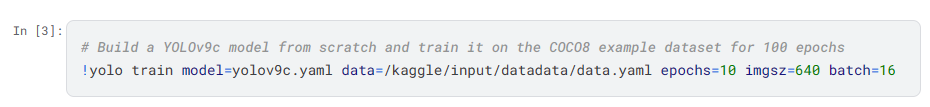 In [3]:
# Build a YOLOv9c model from scratch and train it on the COCO8 example dataset for 100 epochs
!yolo train model=yolov9c.yaml data=/kaggle/input/datadata/data.yaml epochs=10 imgsz=640 batch=16